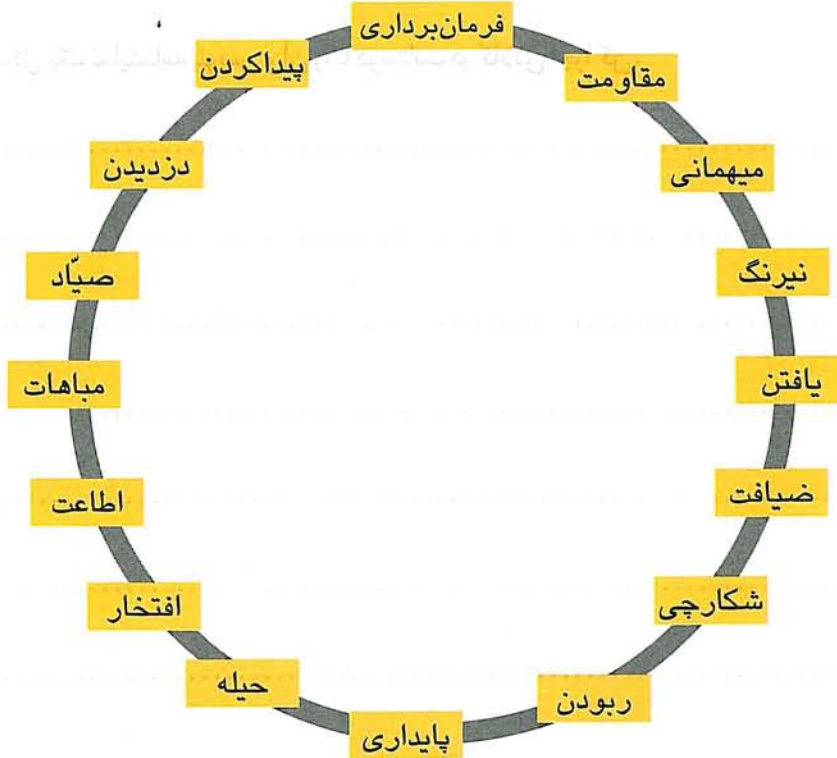 فرمان‌برداری
مقاومت
میهمانی
نیرنگ
یافتن
ضیافت
شکارچی
ربودن
پایداری
حیله
افتخار
اطاعت
مباهات
صیّاد
دزدیدن
پیداکردن